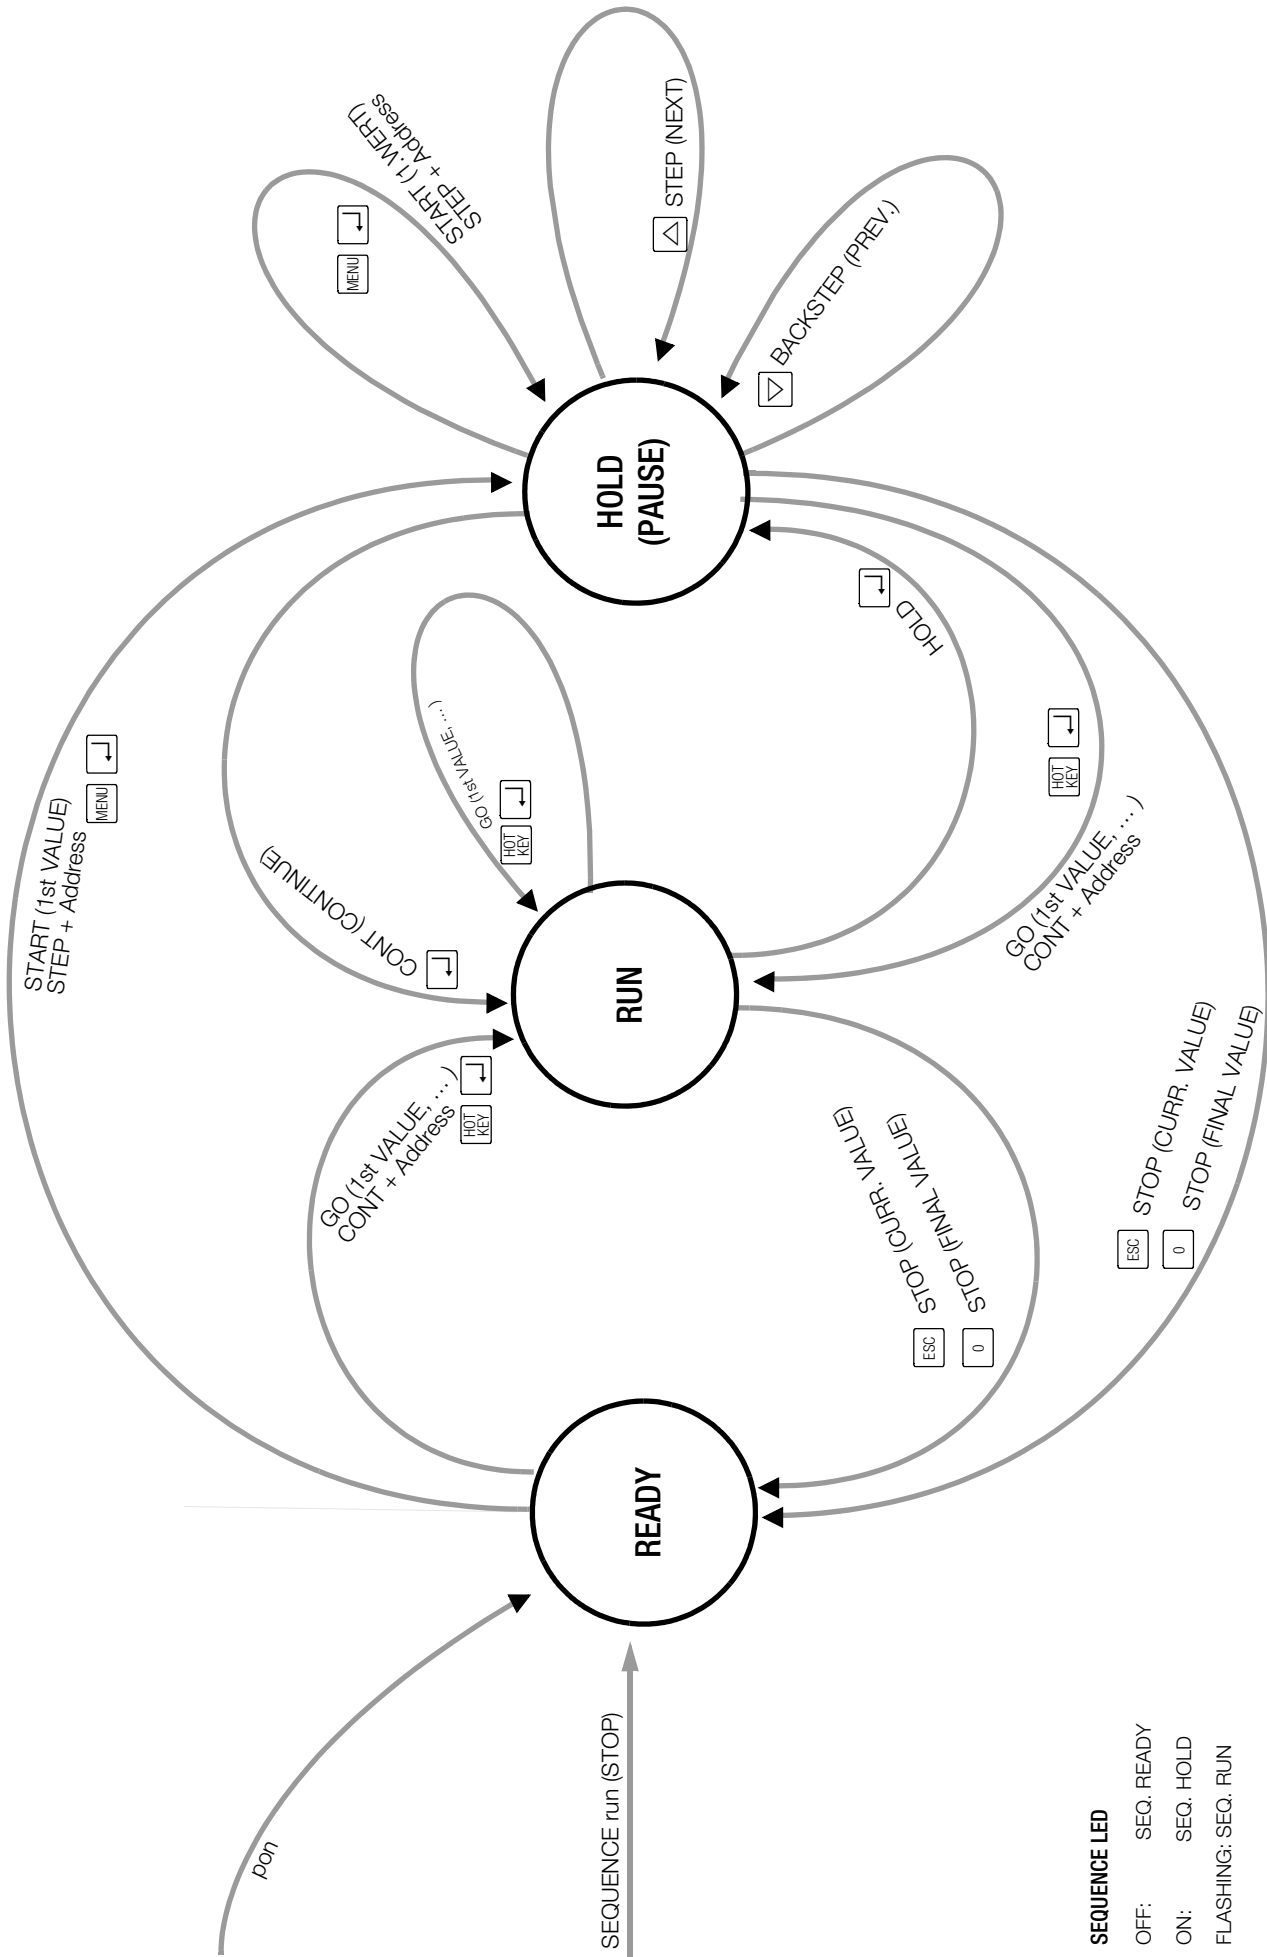 pon
SEQUENCE run (STOP)
READY
START (1st VALUE)
STEP + Address
MENU
GO (1st VALUE, ... )
CONT + Address
HOT
KEY
CONT (CONTINUE)
RUN
GO (1st VALUE, ... )
HOT
KEY
HOLD
(PAUSE)
START (1.WERT)
STEP + Address
MENU
STEP (NEXT)
BACKSTEP (PREV.)
HOLD
HOT
KEY
GO (1st VALUE, ... )
CONT + Address
ESC STOP (CURR. VALUE)
0 STOP (FINAL VALUE)
ESC STOP (CURR. VALUE)
0 STOP (FINAL VALUE)
SEQUENCE LED
OFF: SEQ. READY
ON: SEQ. HOLD
FLASHING: SEQ. RUN